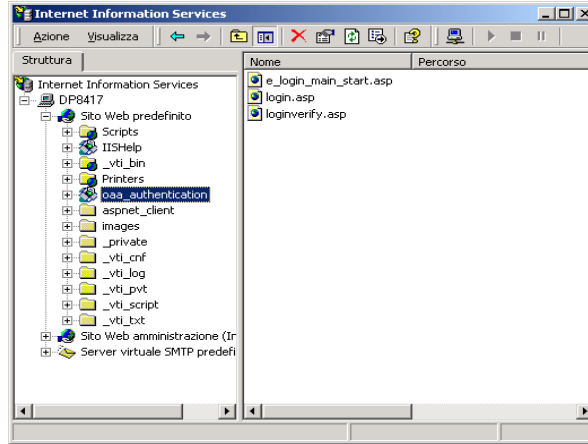 Internet Information Services
Azione Visualizza
Struttura
Nome Percorso
Internet Information Services
DP8417
Sito Web predefinito
Scripts
IISHelp
_vti_bin
Printers
oaa_authentication
aspnet_client
images
_private
_vti_cnf
_vti_log
_vti_pvt
_vti_script
_vti_txt
Sito Web amministrazione (Ir
Server virtuale SMTP predefi
e_login_main_start.asp
login.asp
loginverify.asp